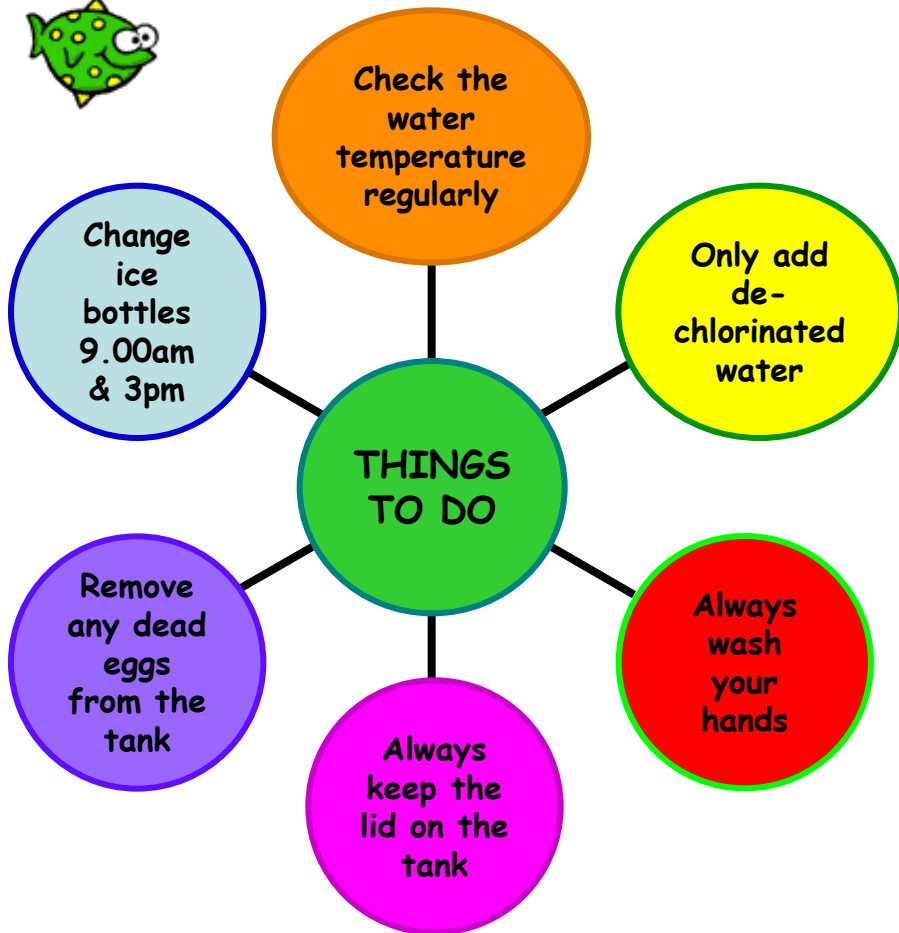 Check the
water
temperature
regularly
Only add
de-
chlorinated
water
Always
wash
your
hands
Always
keep the
lid on the
tank
Remove
any dead
eggs
from the
tank
Change
ice
bottles
9.00am
& 3pm
THINGS
TO DO